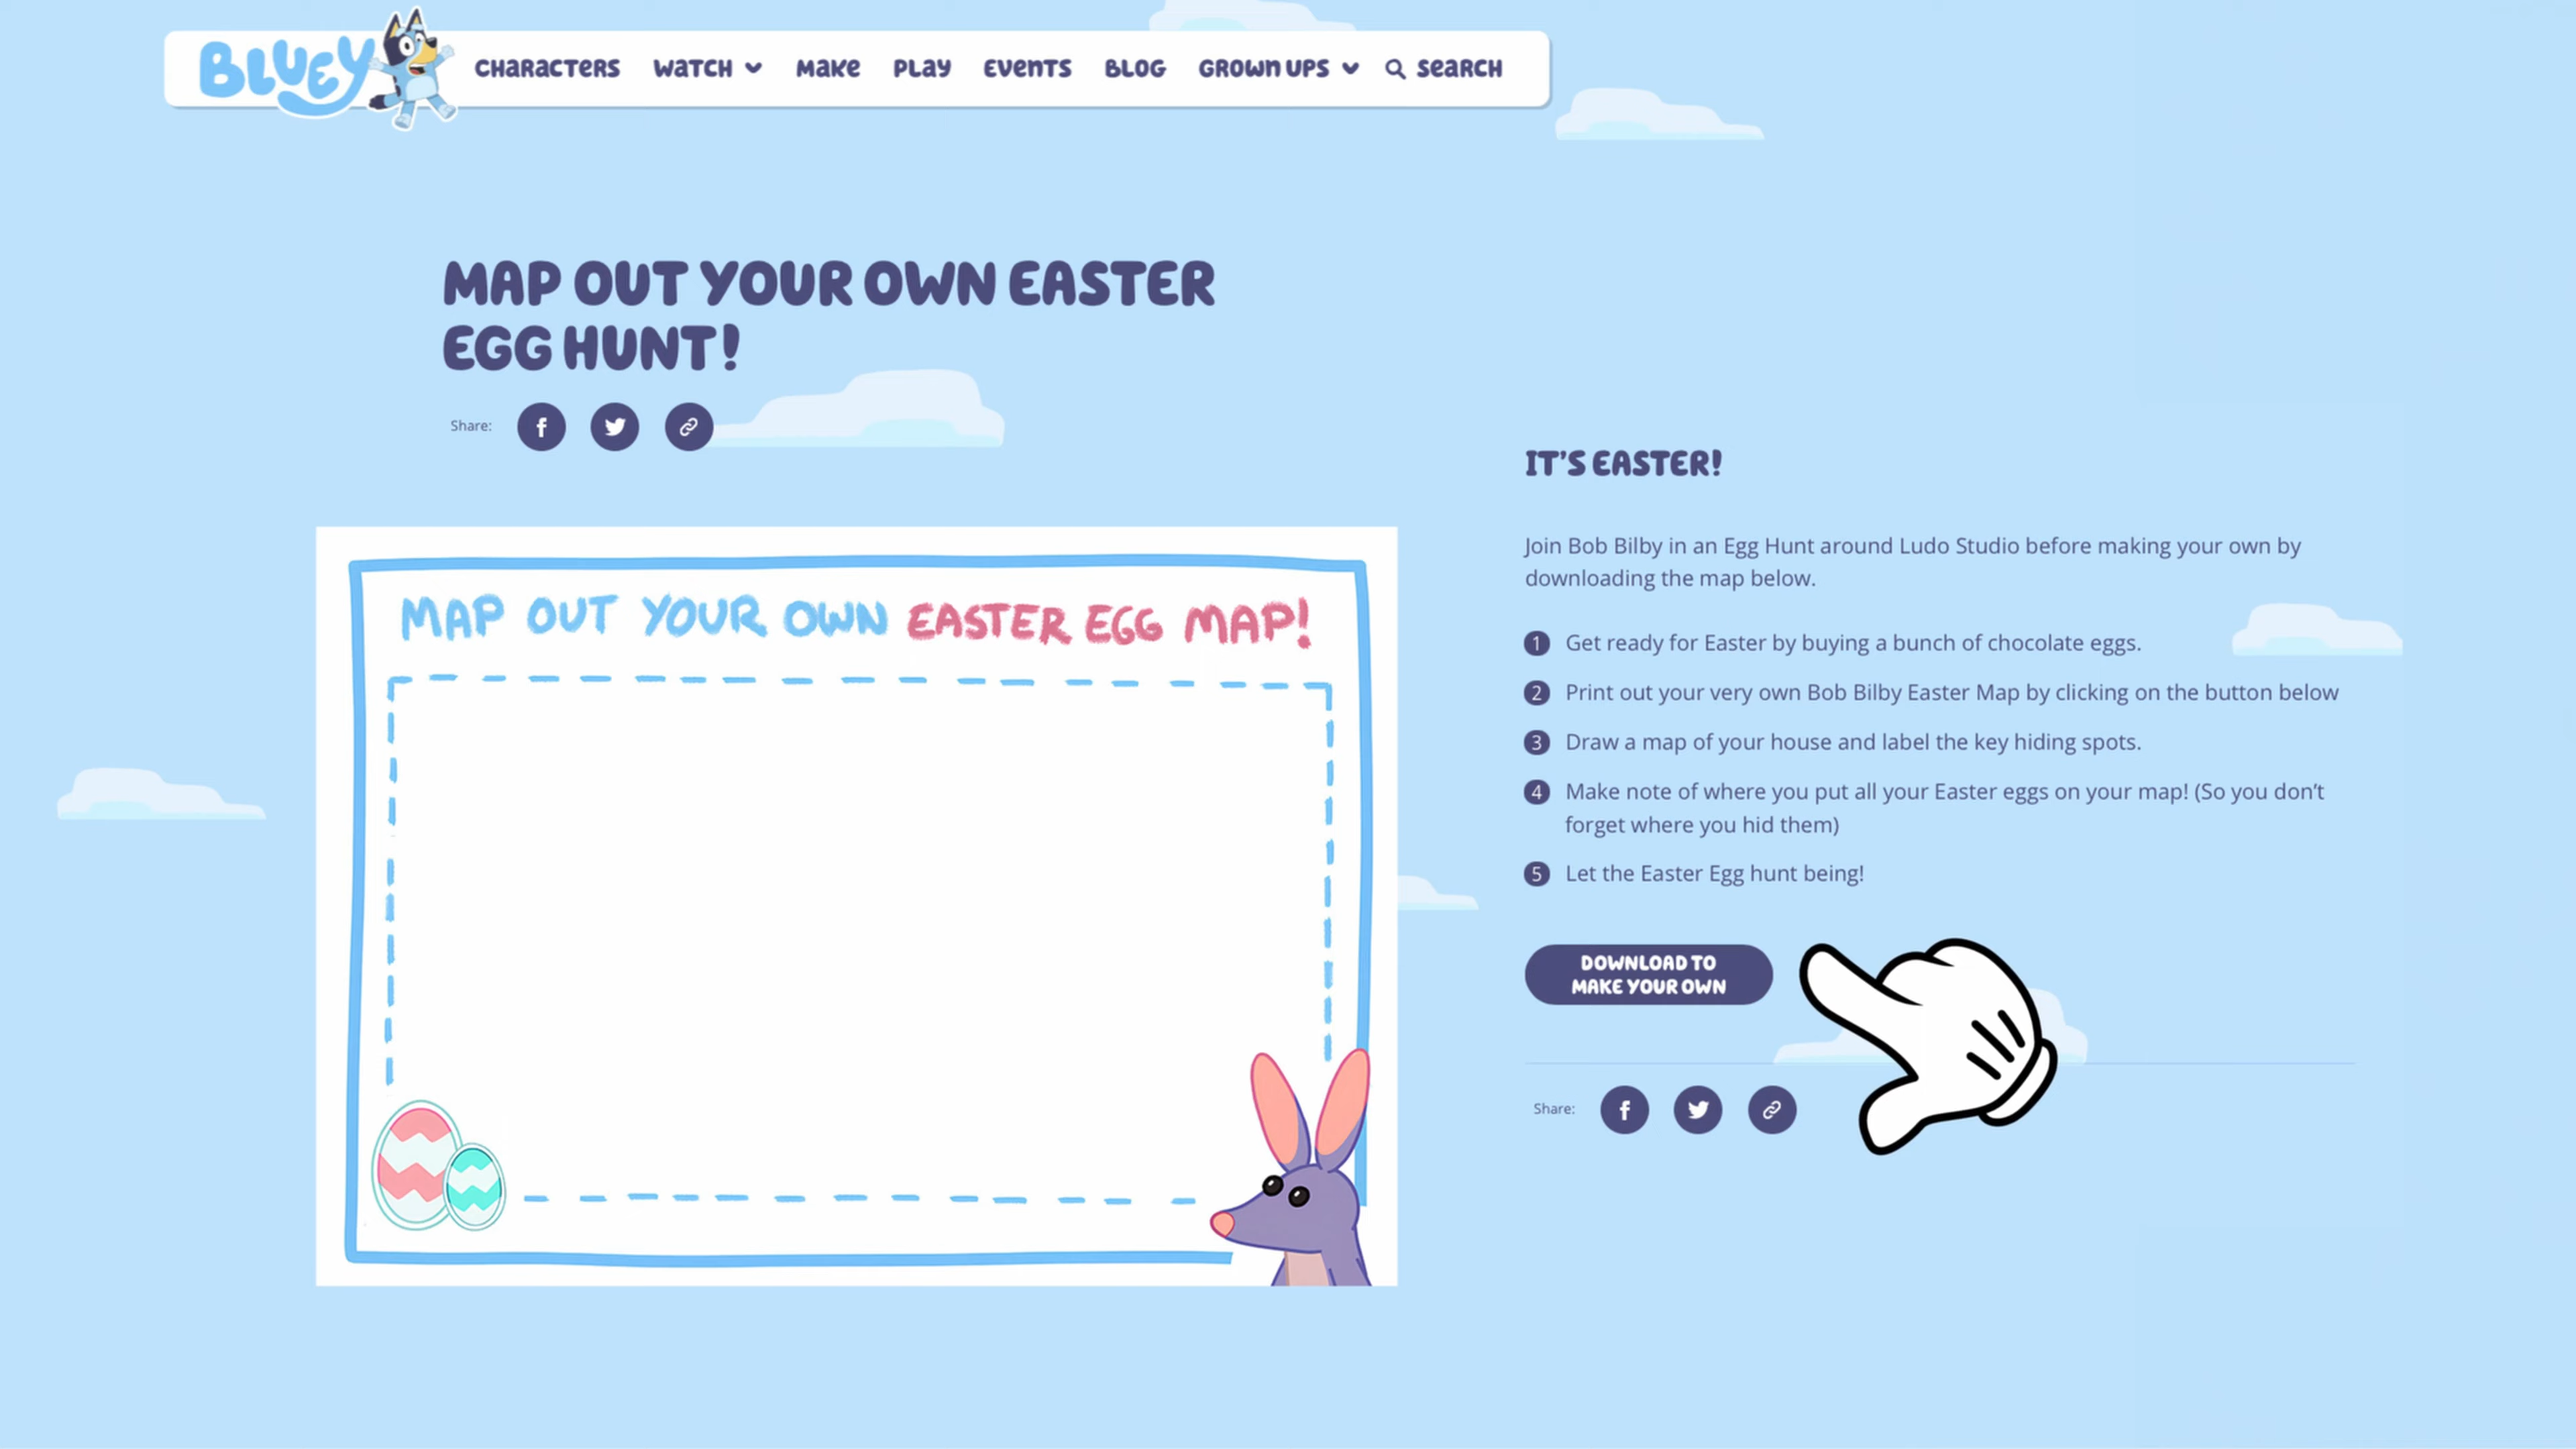 BLUEY
CHARACTERS WATCH MAKE PLAY EVENTS BLOG GROWN UPS SEARCH
MAP OUT YOUR OWN EASTER
EGG HUNT!
Share:
MAP OUT YOUR OWN EASTER EGG MAP!
IT'S EASTER!
Join Bob Bilby in an Egg Hunt around Ludo Studio before making your own by
downloading the map below.
1 Get ready for Easter by buying a bunch of chocolate eggs.
2 Print out your very own Bob Bilby Easter Map by clicking on the button below
3 Draw a map of your house and label the key hiding spots.
4 Make note of where you put all your Easter eggs on your map! (So you don't
forget where you hid them)
5 Let the Easter Egg hunt being!
DOWNLOAD TO
MAKE YOUR OWN
Share: